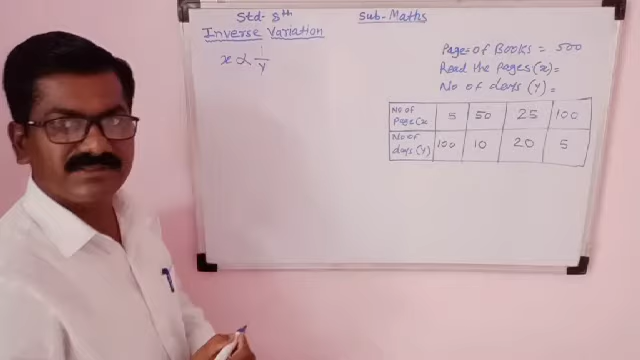 Std- 8th
Sub- Maths
Inverse Variation
x ∝ 1/y
Page of Books = 500
Read the pages (x)=
No of days (y) =
No of Page(x 5 50 25 100
No of days (y) 100 10 20 5